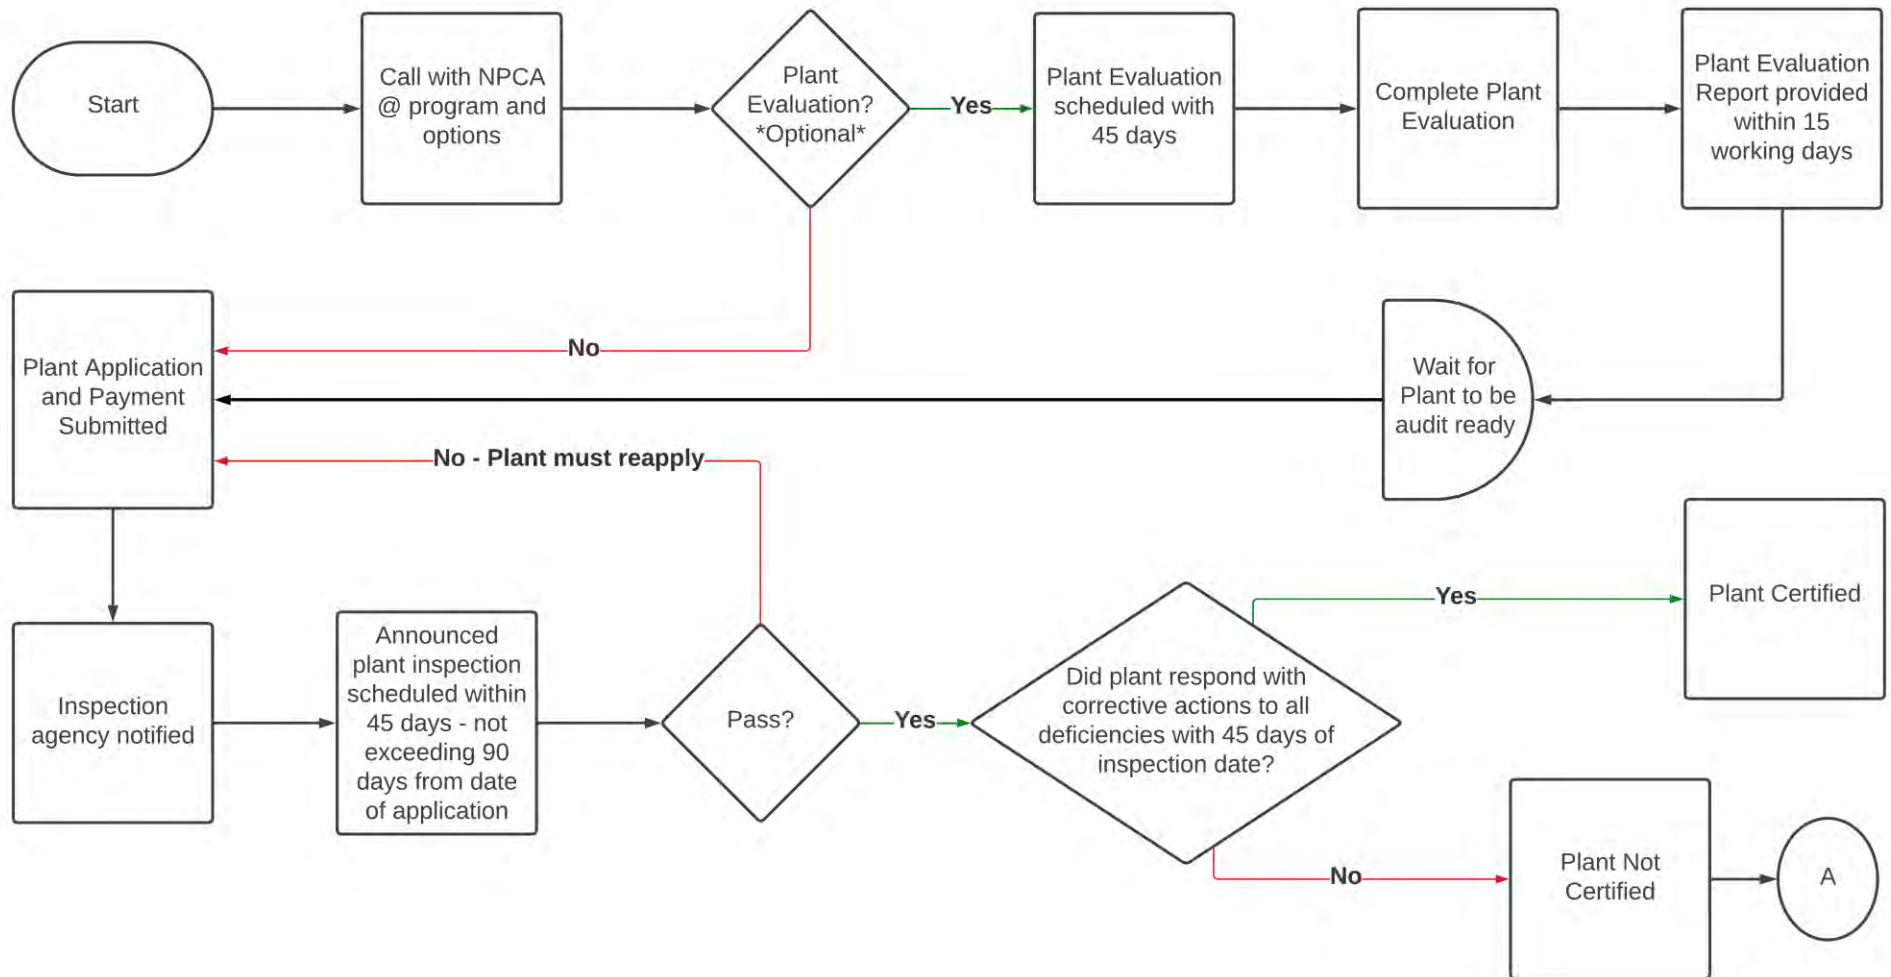 Start
Call with NPCA
@ program and
options
Plant
Evaluation?
*Optional*
Yes
Plant Evaluation
scheduled with
45 days
Complete Plant
Evaluation
Plant Evaluation
Report provided
within 15
working days
No
Wait for
Plant to be
audit ready
Plant Application
and Payment
Submitted
No - Plant must reapply
Inspection
agency notified
Announced
plant inspection
scheduled within
45 days - not
exceeding 90
days from date
of application
Pass?
Yes
Did plant respond with
corrective actions to all
deficiencies with 45 days of
inspection date?
Yes
Plant Certified
No
Plant Not
Certified
A